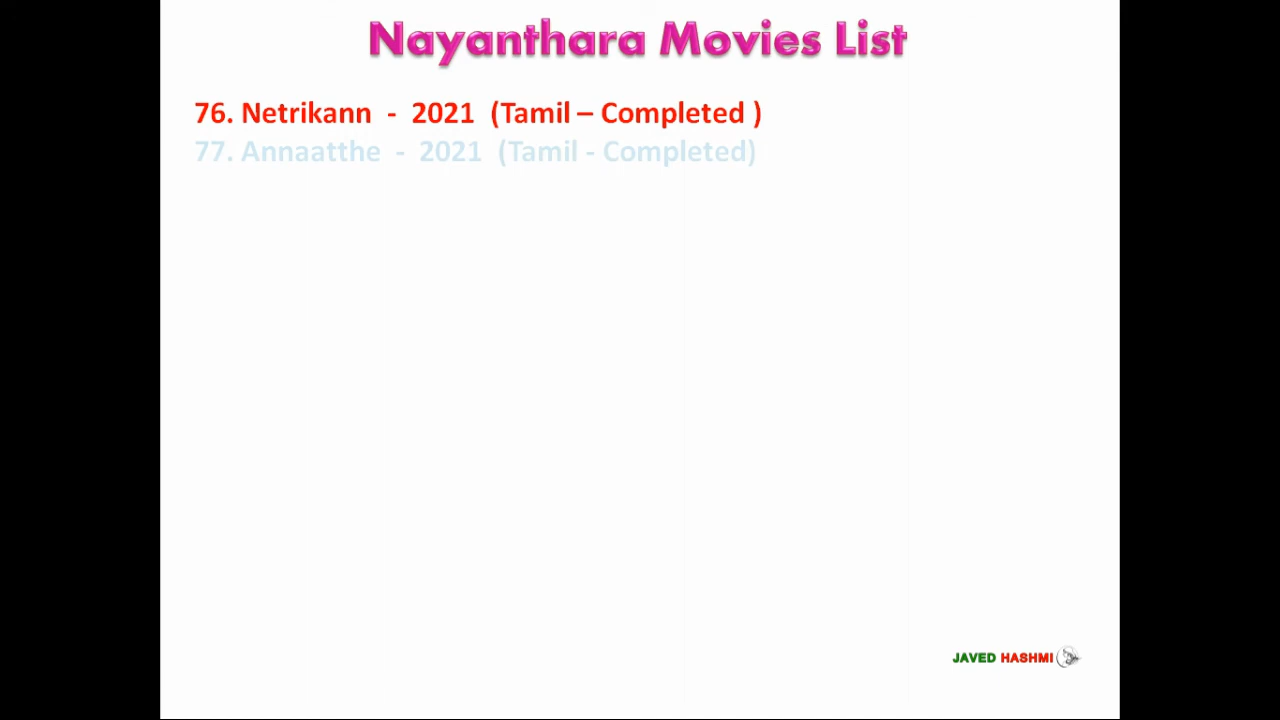 Nayanthara Movies List
76. Netrikann - 2021 (Tamil – Completed )
77. Annaatthe - 2021 (Tamil - Completed)
JAVED HASHMI